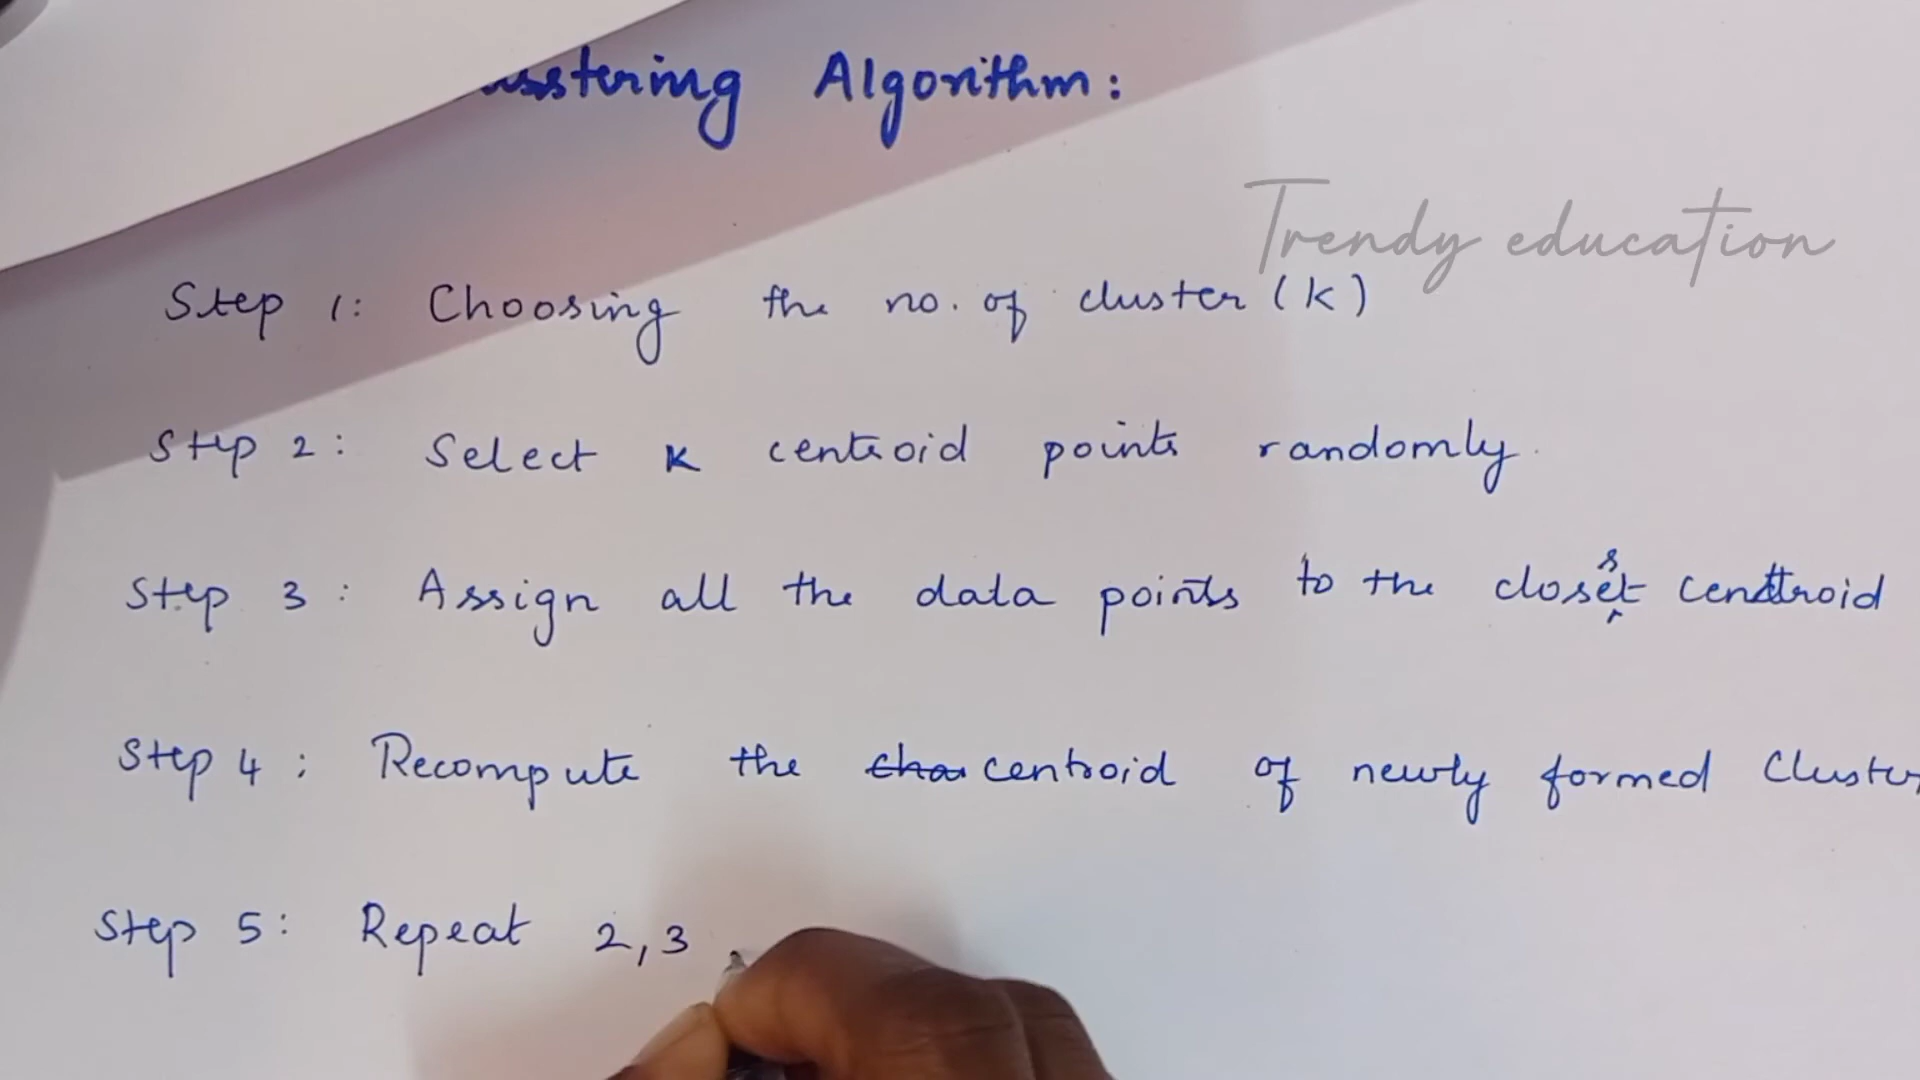 Algorithm:
Trendy education
Step 1: Choosing the no. of cluster (K)
Step 2: Select K centroid points randomly.
Step 3: Assign all the data points to the closest centroid
Step 4: Recompute the centroid of newly formed Cluster
Step 5: Repeat 2,3